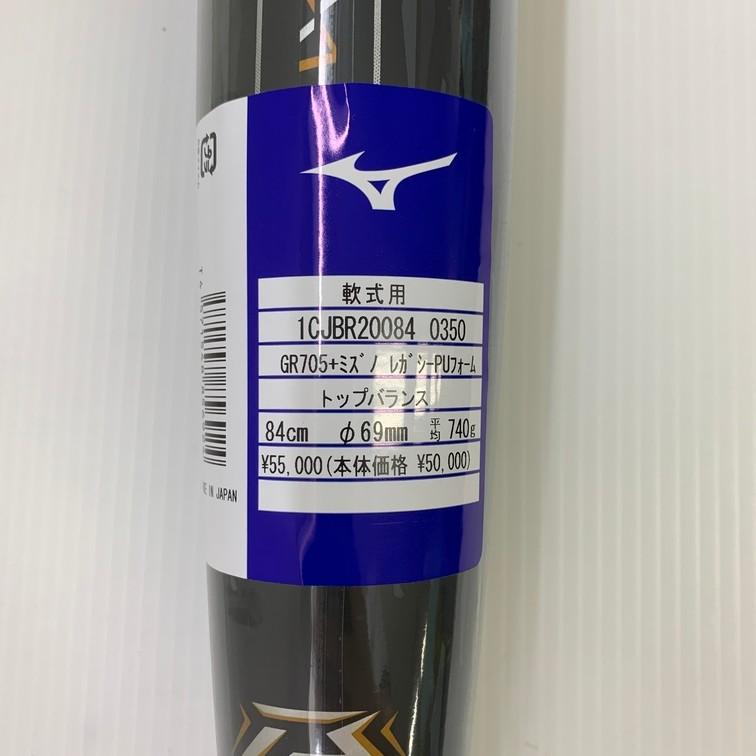 軟式用
1CJBR20084 0350
GR705+ﾐｽﾞﾉ ﾚｶﾞｼｰPUﾌｫｰﾑ
トップバランス
84cm φ69mm 平均 740g
¥55,000(本体価格 ¥50,000)
IN JAPAN